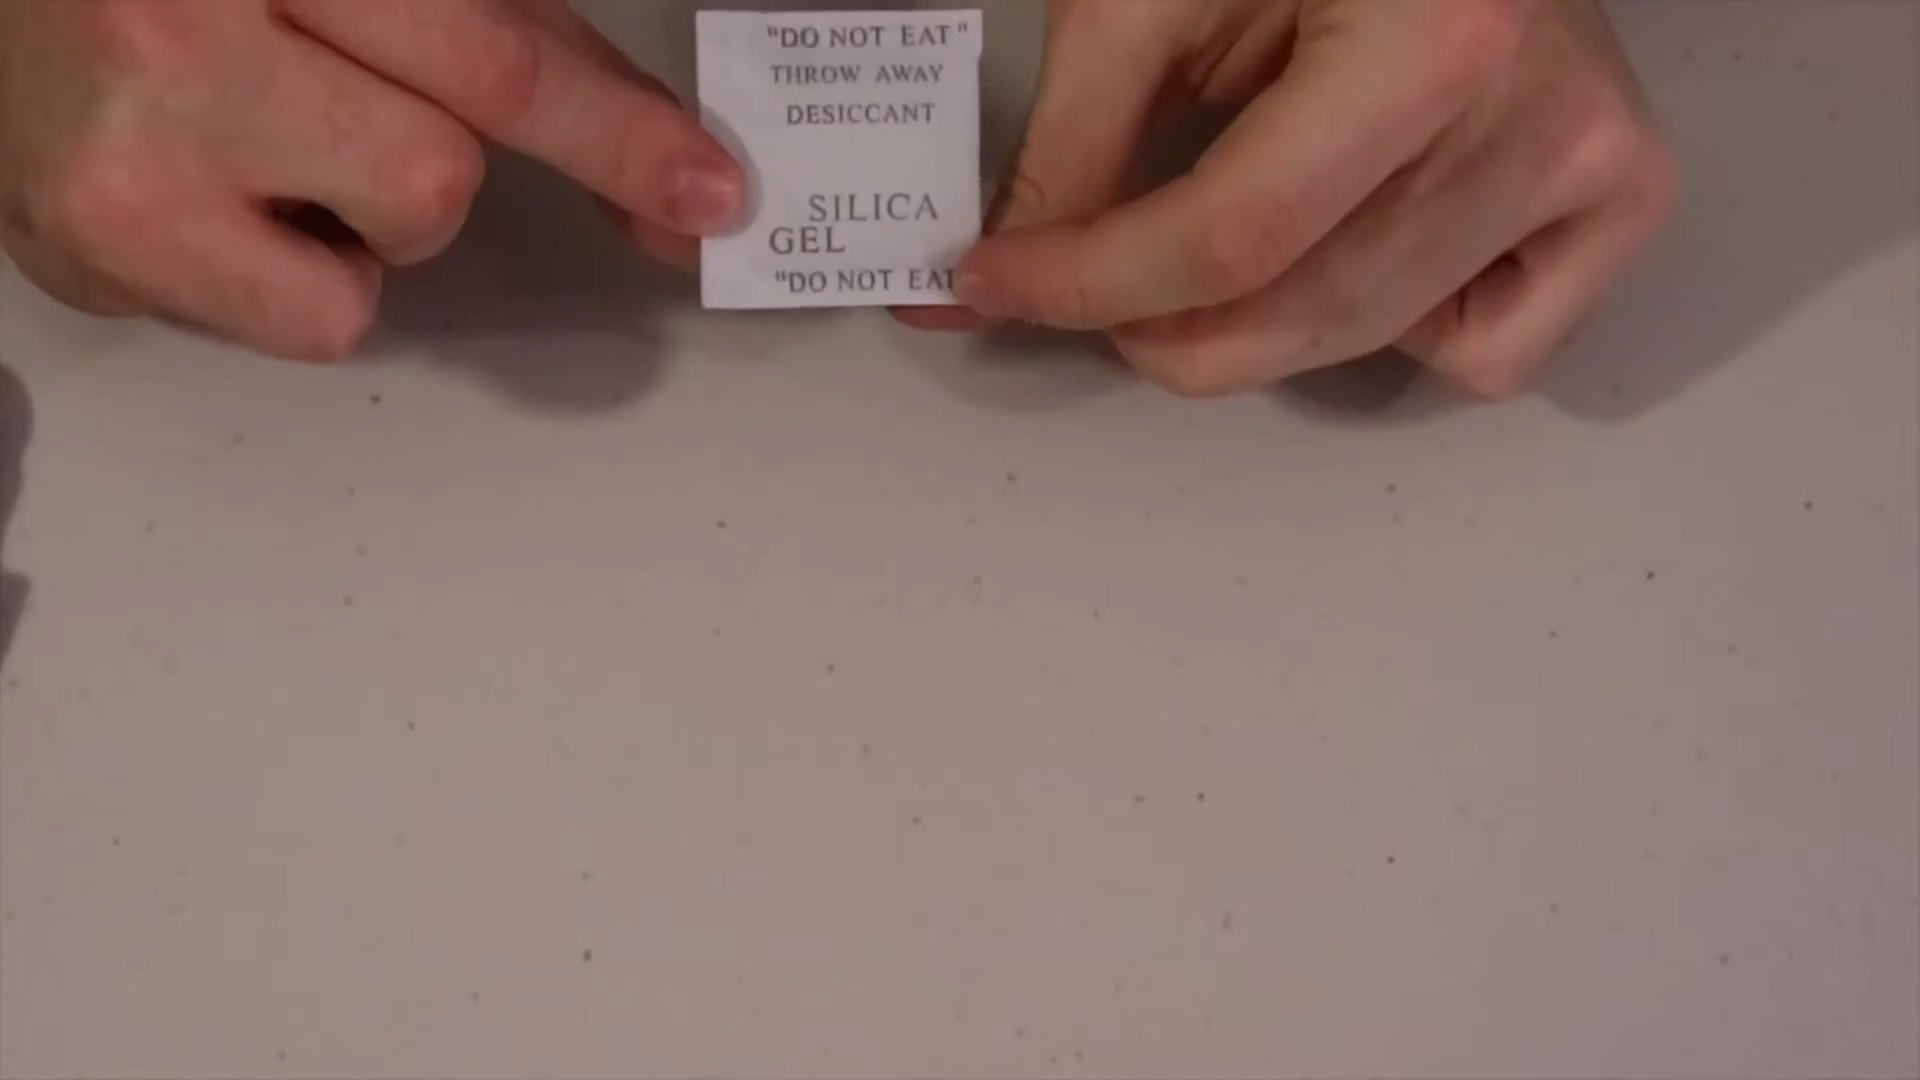 "DO NOT EAT"
THROW AWAY
DESICCANT
SILICA
GEL
"DO NOT EAT